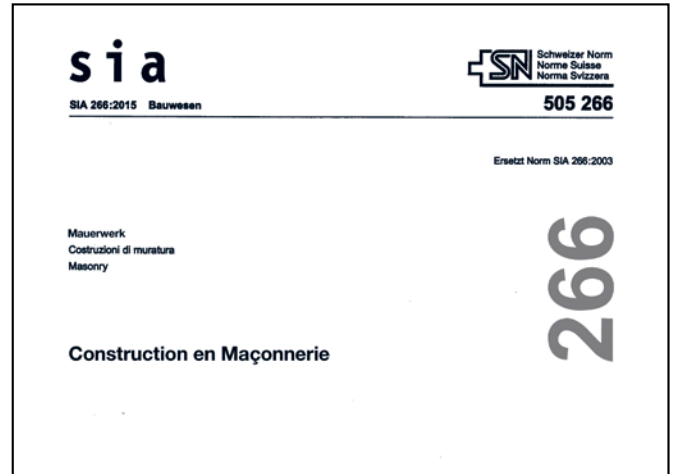 sia
SN
Schweizer Norm
Norme Suisse
Norma Svizzera
SIA 266:2015 Bauwesen
505 266
Ersetzt Norm SIA 266:2003
Mauerwerk
Costruzioni di muratura
Masonry
266
Construction en Maçonnerie